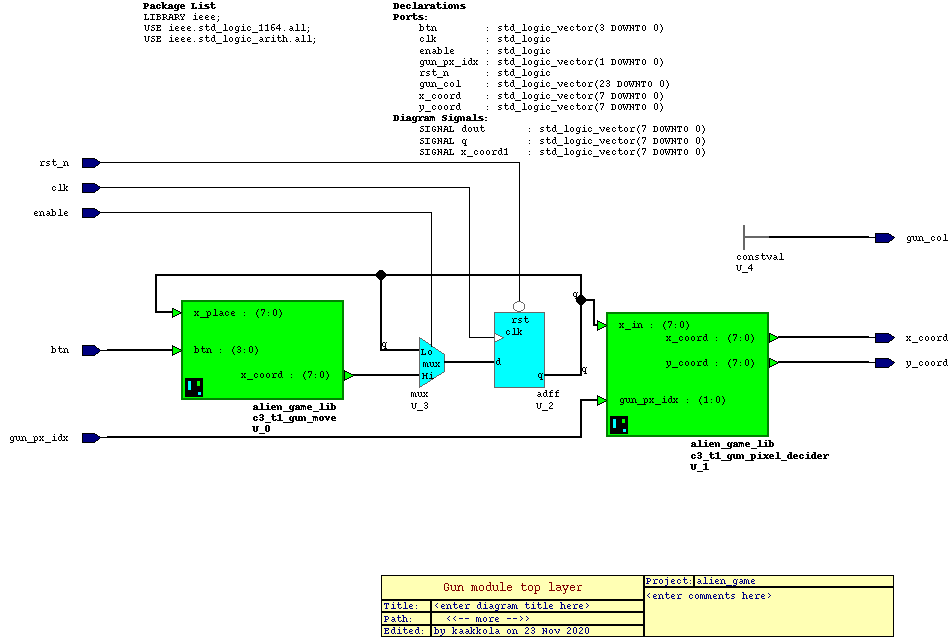 Package List
LIBRARY ieee;
USE ieee.std_logic_1164.all;
USE ieee.std_logic_arith.all;
Declarations
Ports:
btn : std_logic_vector(3 DOWNTO 0)
clk : std_logic
enable : std_logic
gun_px_idx : std_logic_vector(1 DOWNTO 0)
rst_n : std_logic
gun_col : std_logic_vector(23 DOWNTO 0)
x_coord : std_logic_vector(7 DOWNTO 0)
y_coord : std_logic_vector(7 DOWNTO 0)
Diagram Signals:
SIGNAL dout : std_logic_vector(7 DOWNTO 0)
SIGNAL q : std_logic_vector(7 DOWNTO 0)
SIGNAL x_coord1 : std_logic_vector(7 DOWNTO 0)
rst_n
clk
enable
gun_col
constval
U_4
q
x_place : (7:0)
btn : (3:0)
x_coord : (7:0)
btn
alien_game_lib
c3_t1_gun_move
U_0
q
Lo
mux
Hi
mux
U_3
rst
clk
d
q
q
adff
U_2
x_in : (7:0)
x_coord : (7:0)
y_coord : (7:0)
gun_px_idx : (1:0)
x_coord
y_coord
gun_px_idx
alien_game_lib
c3_t1_gun_pixel_decider
U_1
Gun module top layer
Title: <enter diagram title here>
Path: <<-- more -->>
Edited: by kaakkola on 23 Nov 2020
Project: alien_game
<enter comments here>